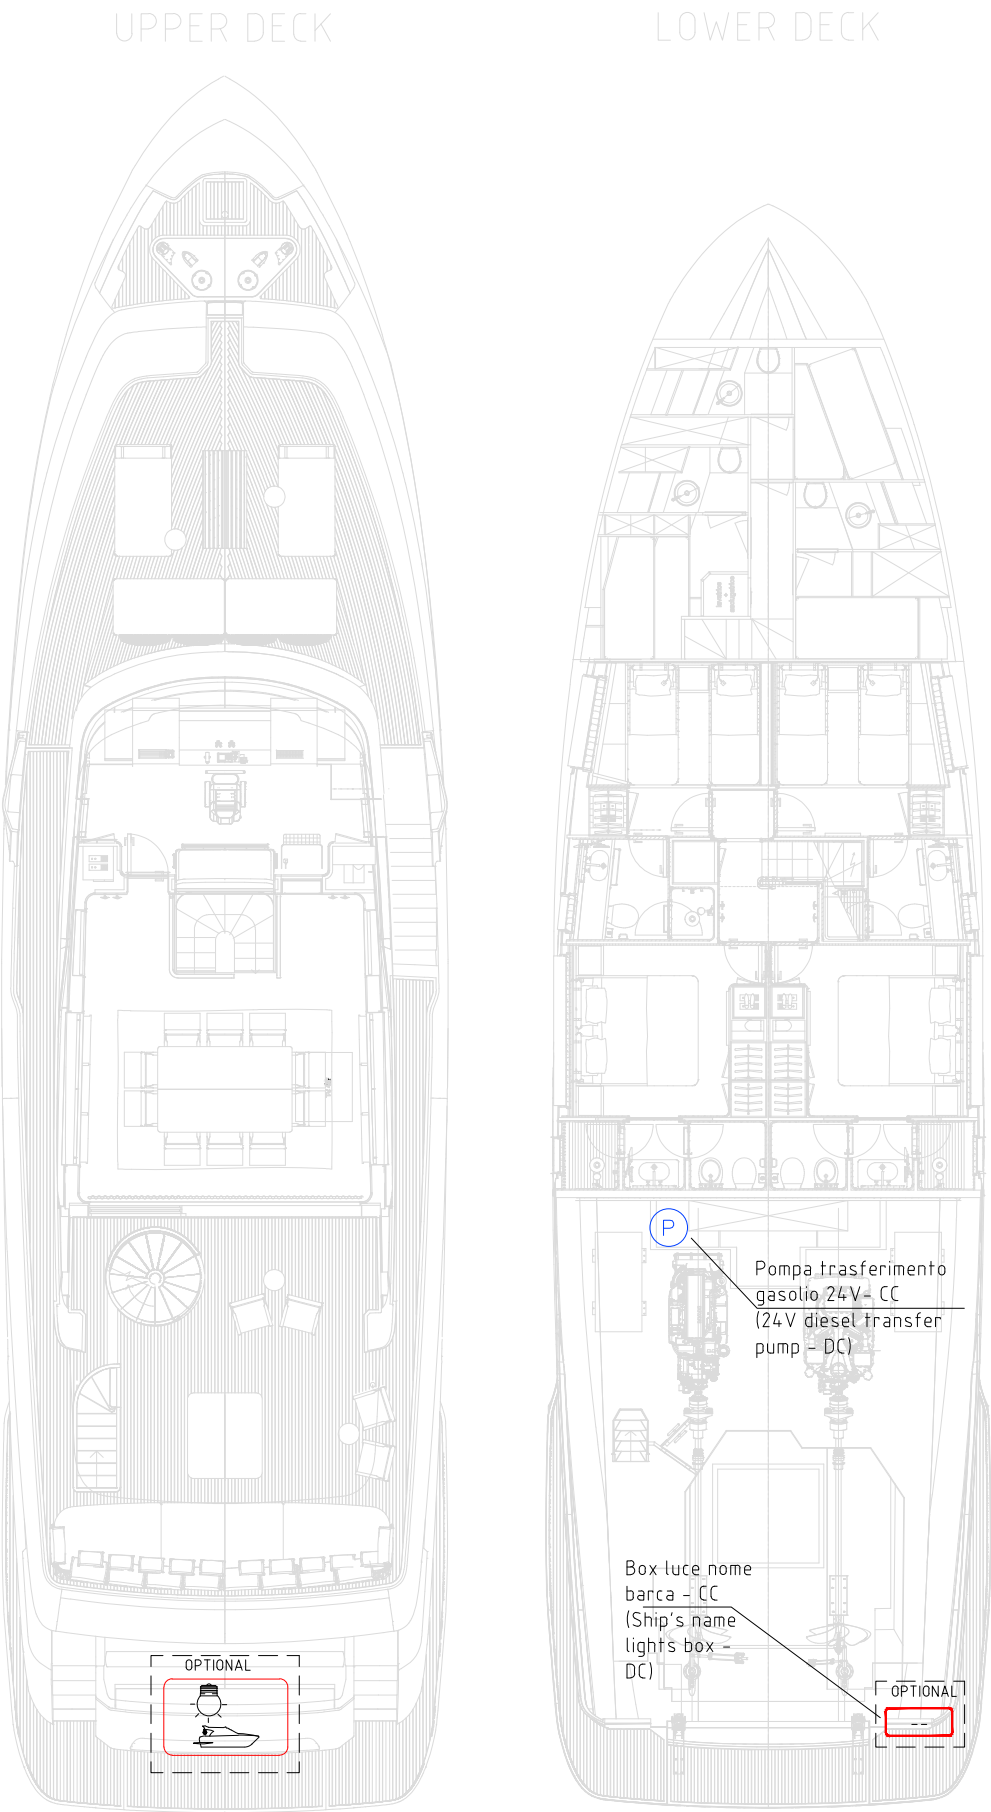 UPPER DECK
LOWER DECK
P
Pompa trasferimento
gasolio 24V- CC
(24V diesel transfer
pump - DC)
Box luce nome
barca - CC
(Ship's name
lights box -
DC)
OPTIONAL
OPTIONAL